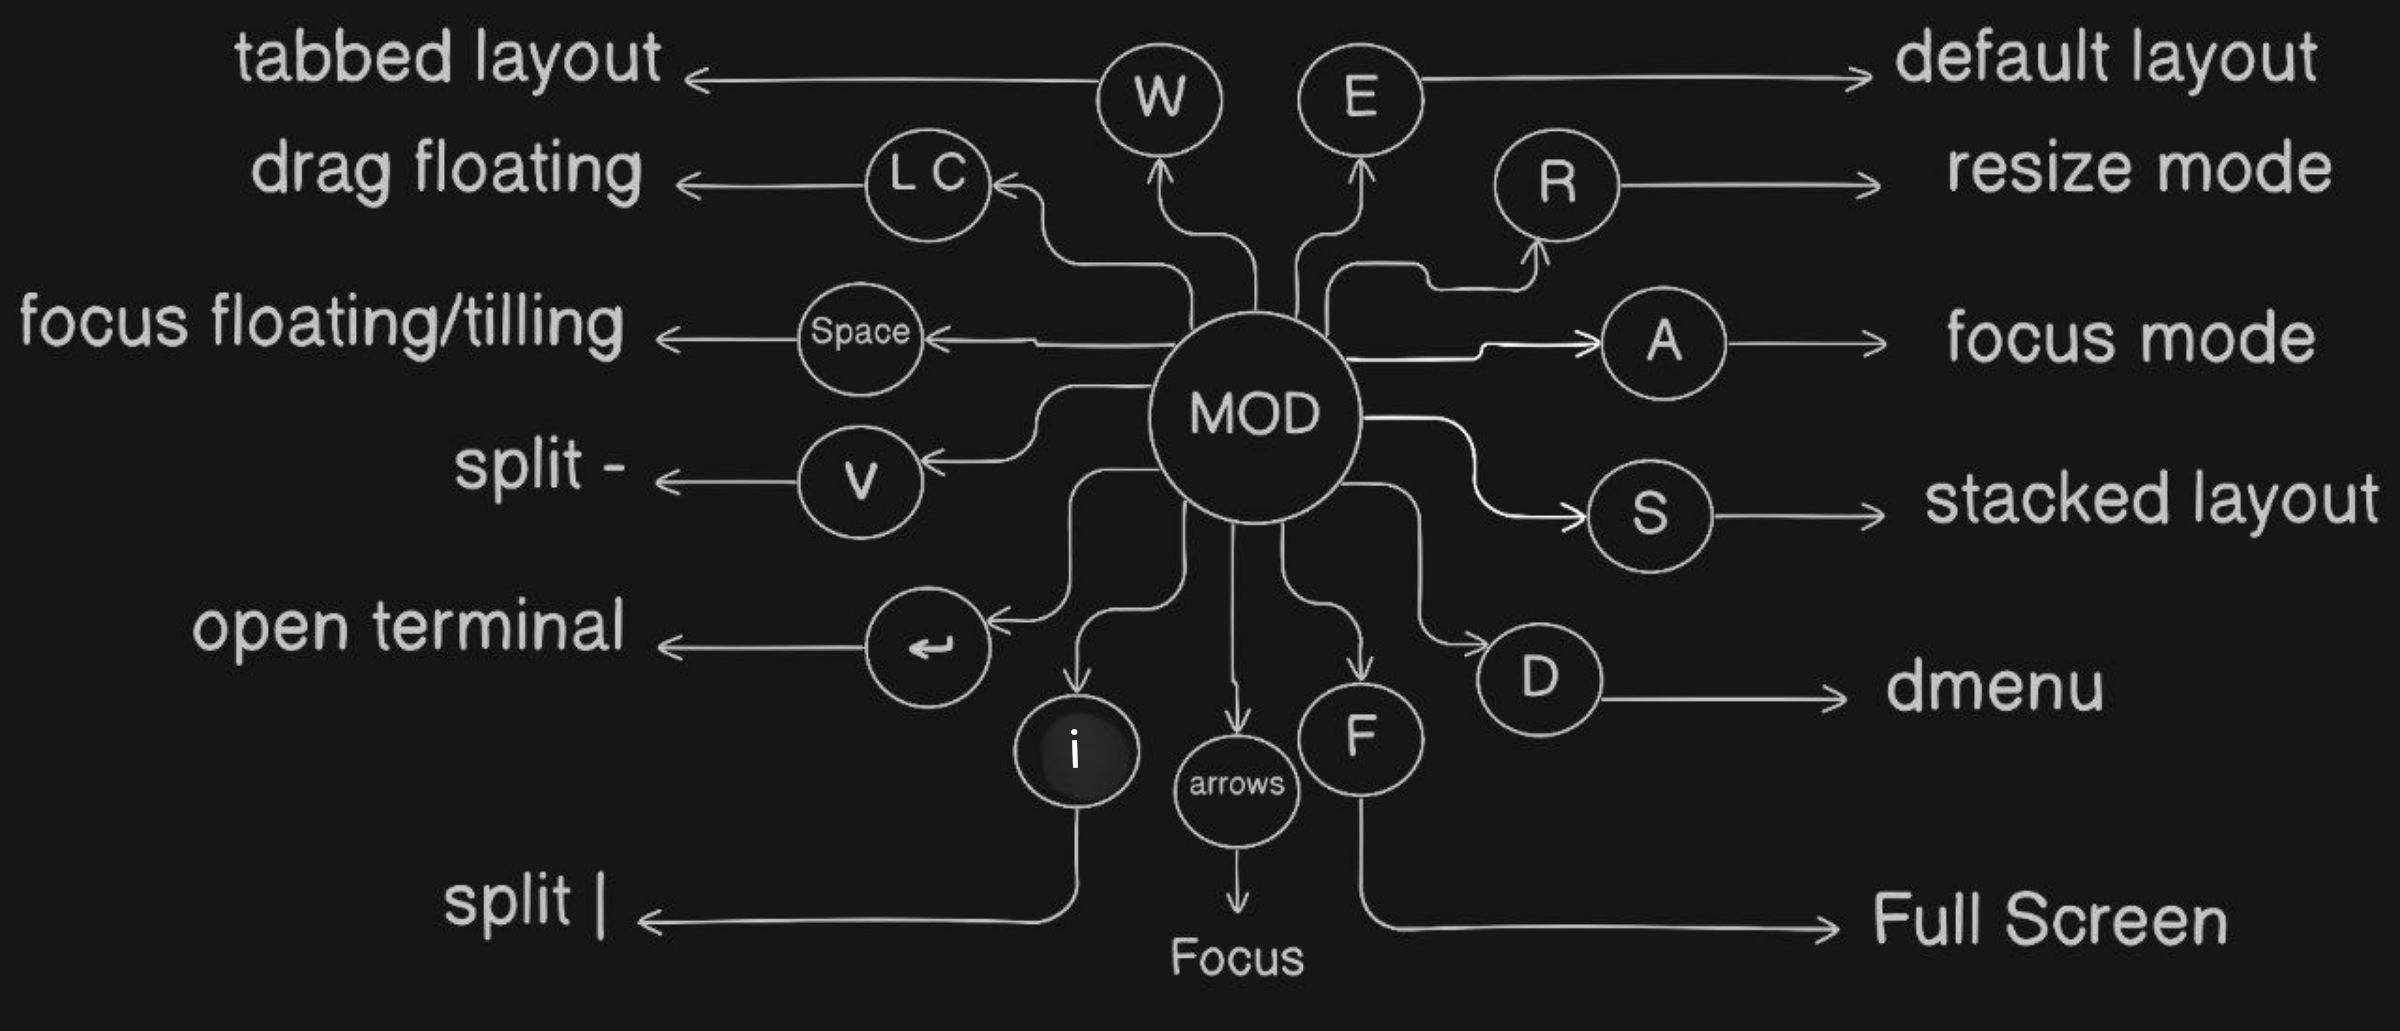 tabbed layout
W
E
default layout
drag floating
L C
R
resize mode
focus floating/tilling
Space
A
focus mode
MOD
split -
V
S
stacked layout
open terminal
↵
D
dmenu
i
arrows
F
split |
Focus
Full Screen